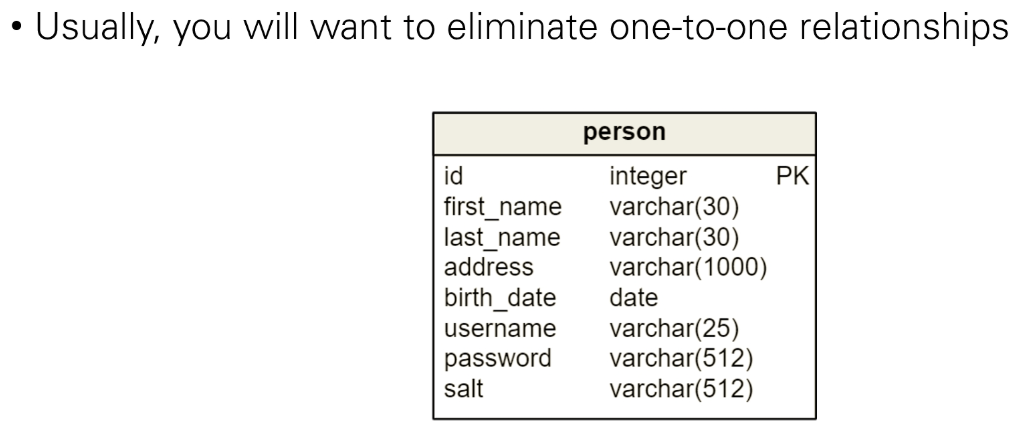 • Usually, you will want to eliminate one-to-one relationships
person
id integer PK
first_name varchar(30)
last_name varchar(30)
address varchar(1000)
birth_date date
username varchar(25)
password varchar(512)
salt varchar(512)